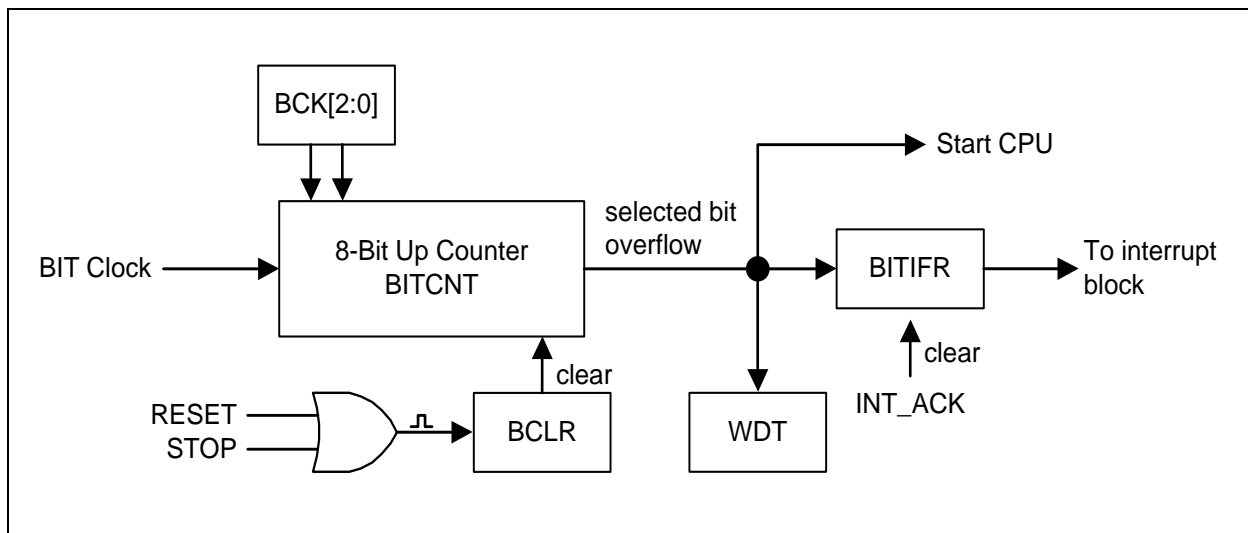 BCK[2:0]
Start CPU
selected bit
overflow
8-Bit Up Counter
BITCNT
BIT Clock
BITIFR
To interrupt
block
clear
clear
RESET
STOP
BCLR
WDT
INT_ACK